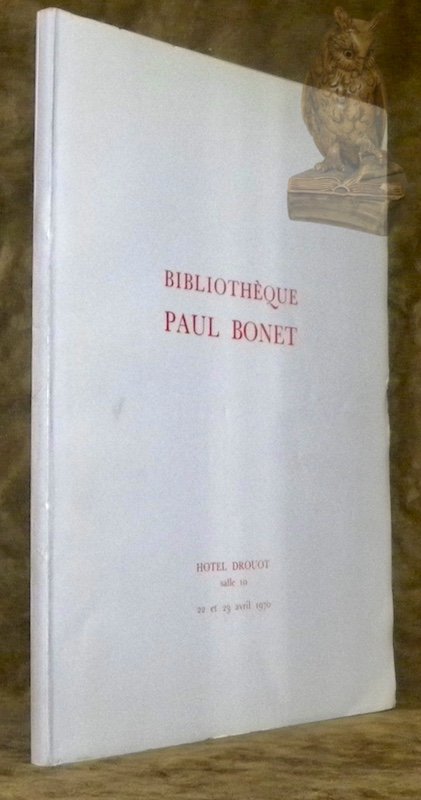 BIBLIOTHÈQUE
PAUL BONET
HOTEL DROUOT
salle 10
22 et 23 avril 1970